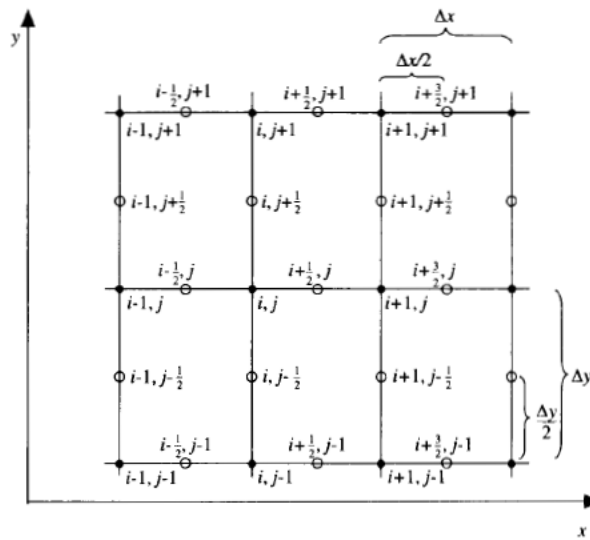 Δx
y
Δx/2
i-1/2, j+1 i+1/2, j+1 i+3/2, j+1
i-1, j+1 i, j+1 i+1, j+1
i-1, j+1/2 i, j+1/2 i+1, j+1/2
i-1/2, j i+1/2, j i+3/2, j
i-1, j i, j i+1, j
i-1, j-1/2 i, j-1/2 i+1, j-1/2 Δy
Δy/2
i-1/2, j-1 i+1/2, j-1 i+3/2, j-1
i-1, j-1 i, j-1 i+1, j-1
x